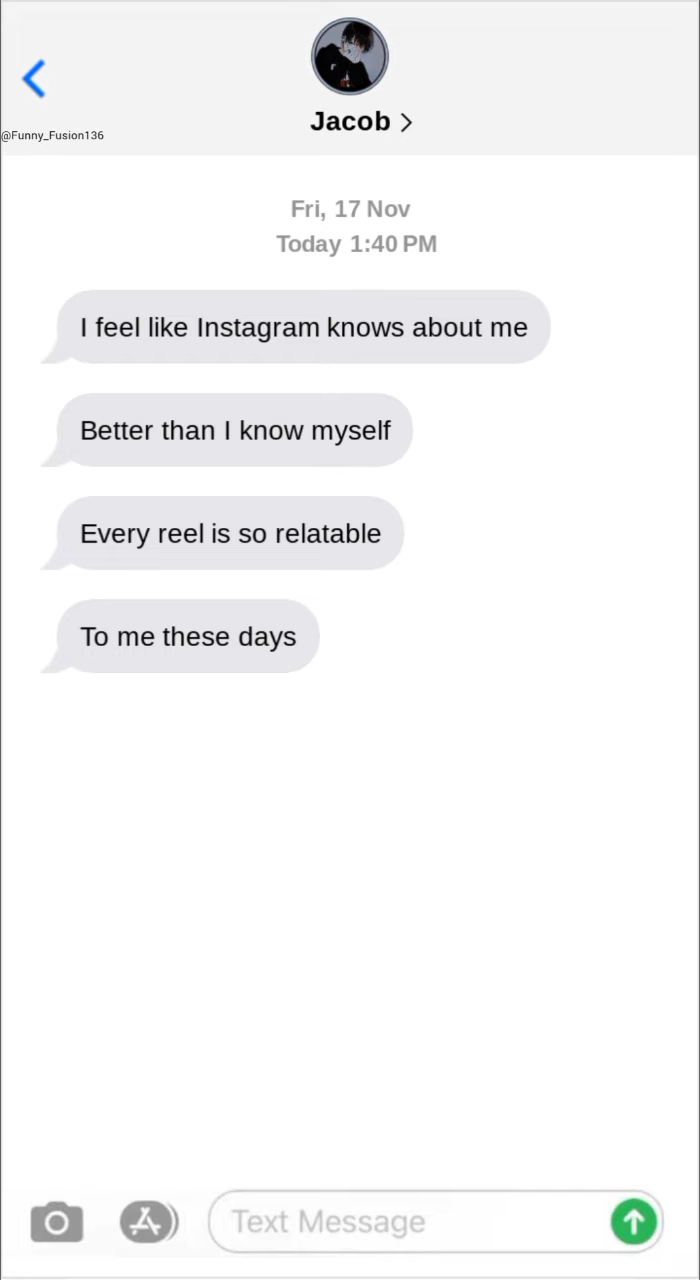 Jacob
@Funny_Fusion136
Fri, 17 Nov
Today 1:40 PM
I feel like Instagram knows about me
Better than I know myself
Every reel is so relatable
To me these days
Text Message